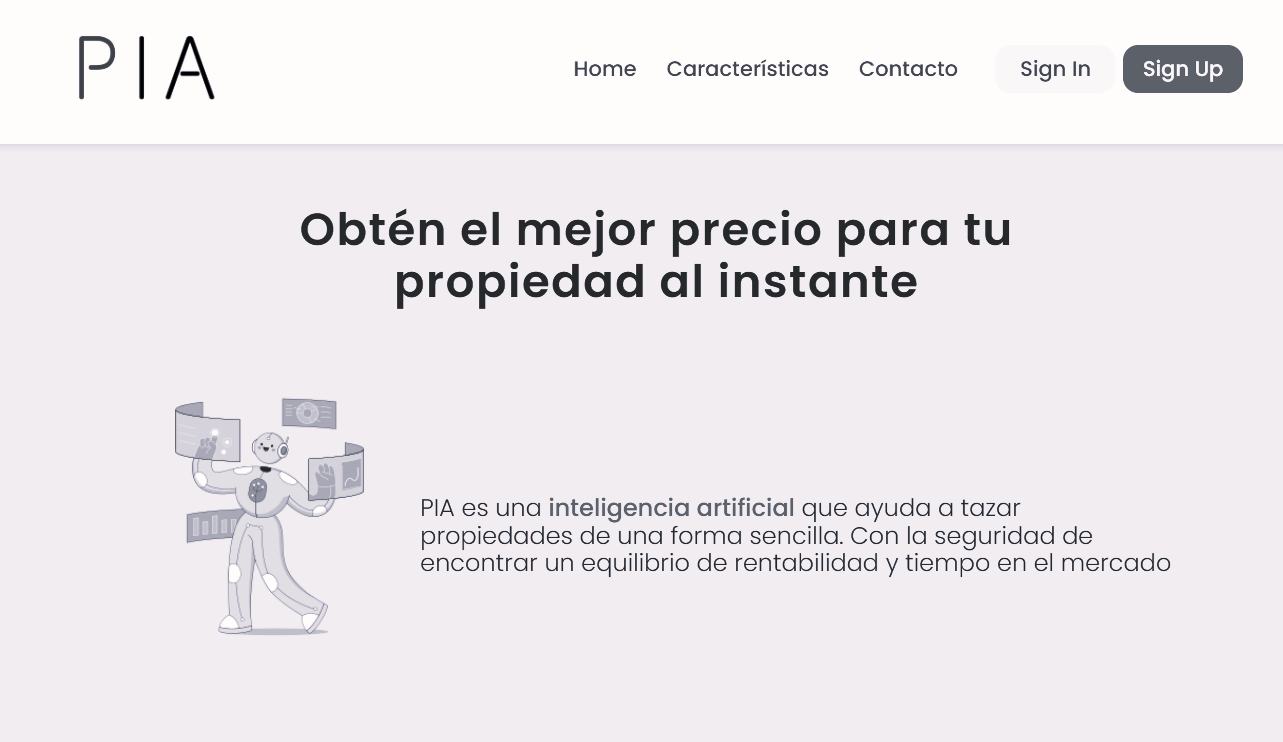 PIA
Home Características Contacto Sign In Sign Up
Obtén el mejor precio para tu
propiedad al instante
PIA es una inteligencia artificial que ayuda a tazar
propiedades de una forma sencilla. Con la seguridad de
encontrar un equilibrio de rentabilidad y tiempo en el mercado